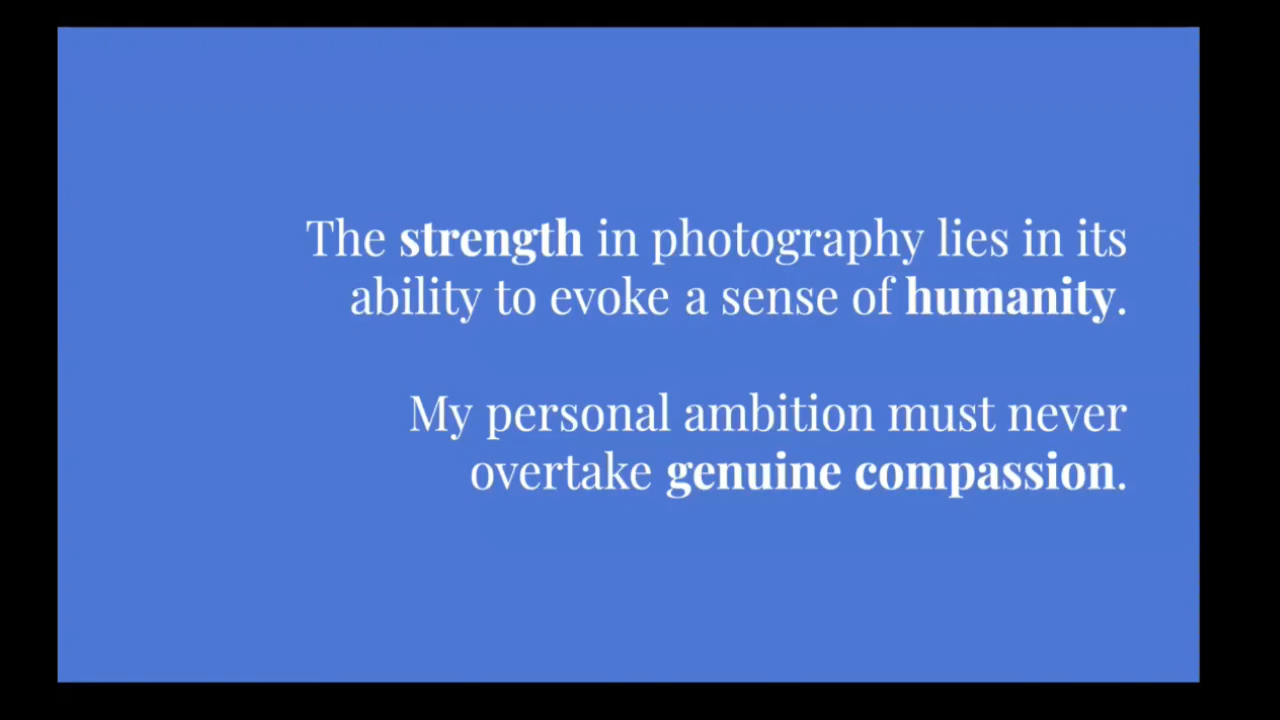 The strength in photography lies in its
ability to evoke a sense of humanity.
My personal ambition must never
overtake genuine compassion.